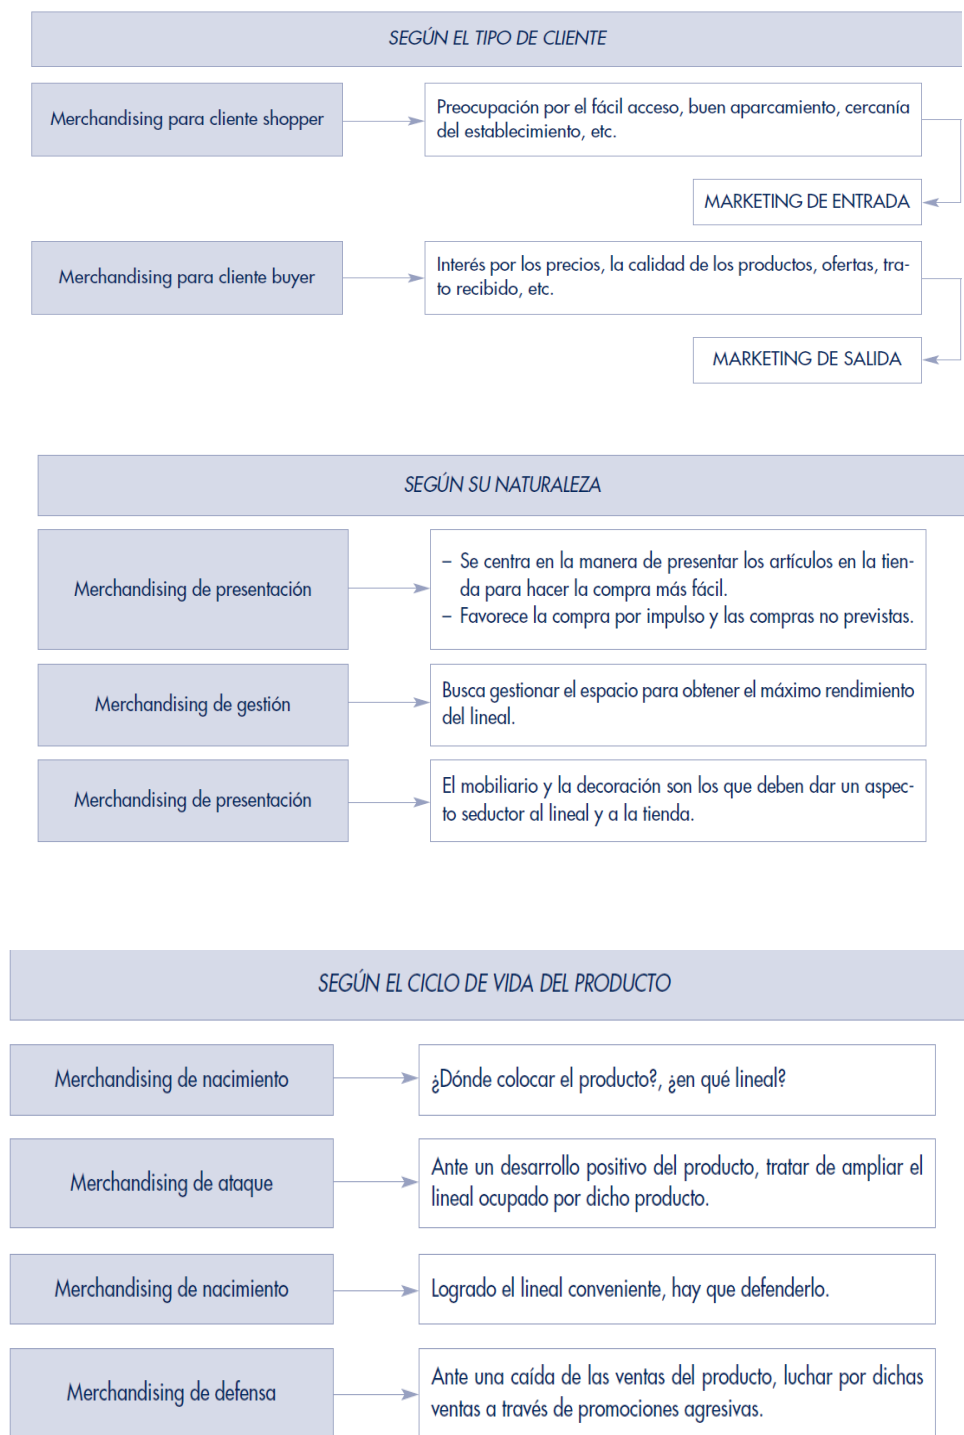 SEGÚN EL TIPO DE CLIENTE
Merchandising para cliente shopper
Preocupación por el fácil acceso, buen aparcamiento, cercanía
del establecimiento, etc.
MARKETING DE ENTRADA
Merchandising para cliente buyer
Interés por los precios, la calidad de los productos, ofertas, tra-
to recibido, etc.
MARKETING DE SALIDA
SEGÚN SU NATURALEZA
Merchandising de presentación
– Se centra en la manera de presentar los artículos en la tien-
da para hacer la compra más fácil.
– Favorece la compra por impulso y las compras no previstas.
Merchandising de gestión
Busca gestionar el espacio para obtener el máximo rendimiento
del lineal.
Merchandising de presentación
El mobiliario y la decoración son los que deben dar un aspec-
to seductor al lineal y a la tienda.
SEGÚN EL CICLO DE VIDA DEL PRODUCTO
Merchandising de nacimiento
¿Dónde colocar el producto?, ¿en qué lineal?
Merchandising de ataque
Ante un desarrollo positivo del producto, tratar de ampliar el
lineal ocupado por dicho producto.
Merchandising de nacimiento
Logrado el lineal conveniente, hay que defenderlo.
Merchandising de defensa
Ante una caída de las ventas del producto, luchar por dichas
ventas a través de promociones agresivas.